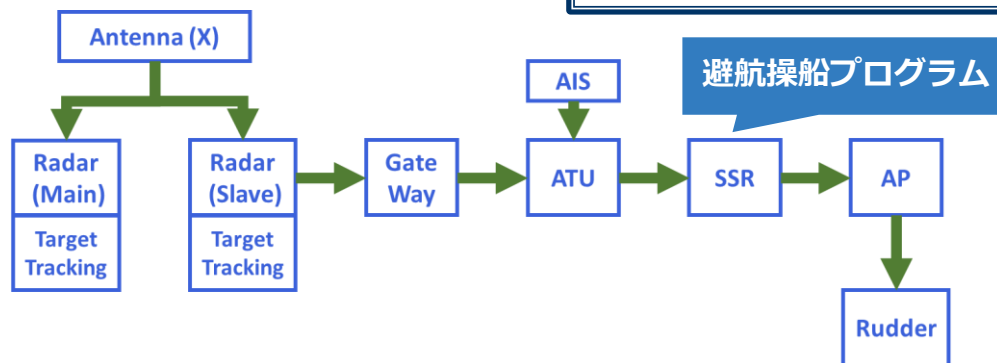 Antenna (X)
避航操船プログラム
AIS
Radar
(Main)
Target
Tracking
Radar
(Slave)
Target
Tracking
Gate
Way
ATU
SSR
AP
Rudder